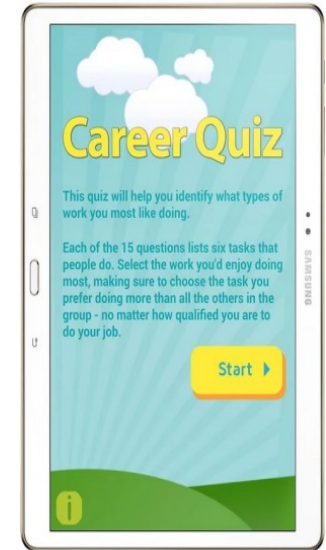 Career Quiz
This quiz will help you identify what types of
work you most like doing.
Each of the 15 questions lists six tasks that
people do. Select the work you'd enjoy doing
most, making sure to choose the task you
prefer doing more than all the others in the
group - no matter how qualified you are to
do your job.
Start
i
SAMSUNG